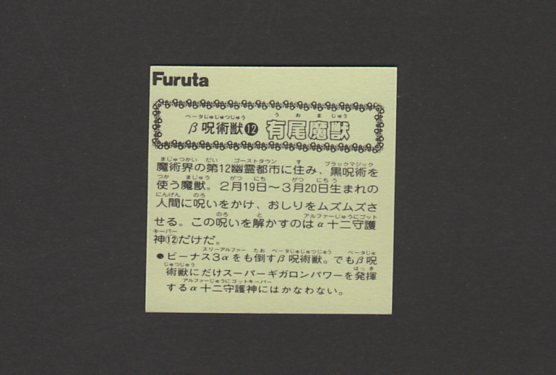 Furuta
β呪術獣⑫ 有尾魔獣
魔術界の第12幽霊都市に住み、黒呪術を
使う魔獣。2月19日〜3月20日生まれの
人間に呪いをかけ、おしりをムズムズさ
せる。この呪いを解かすのはα十二守護
神⑫だけだ。
●ビーナス3αをも倒すβ呪術獣。でもβ呪
術獣にだけスーパーギガロンパワーを発揮
するα十二守護神にはかなわない。